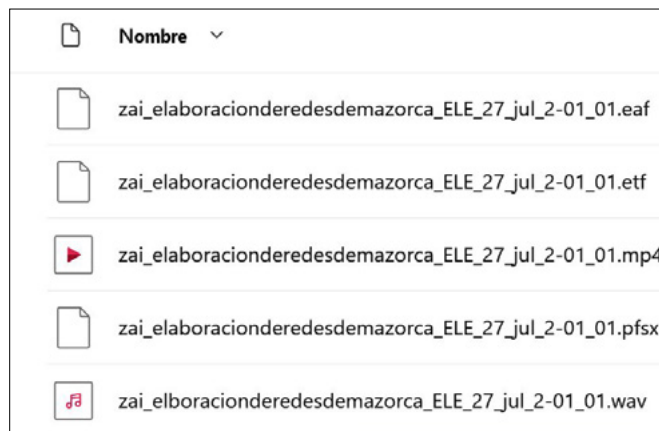 Nombre
zai_elaboracionderedesdemazorca_ELE_27_jul_2-01_01.eaf
zai_elaboracionderedesdemazorca_ELE_27_jul_2-01_01.etf
zai_elaboracionderedesdemazorca_ELE_27_jul_2-01_01.mp4
zai_elaboracionderedesdemazorca_ELE_27_jul_2-01_01.pfsx
zai_elboracionderedesdemazorca_ELE_27_jul_2-01_01.wav